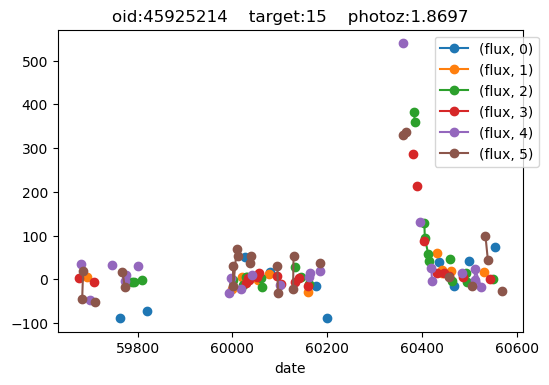 oid:45925214    target:15    photoz:1.8697
500
400
300
200
100
0
−100
59800
60000
60200
60400
60600
date
(flux, 0)
(flux, 1)
(flux, 2)
(flux, 3)
(flux, 4)
(flux, 5)